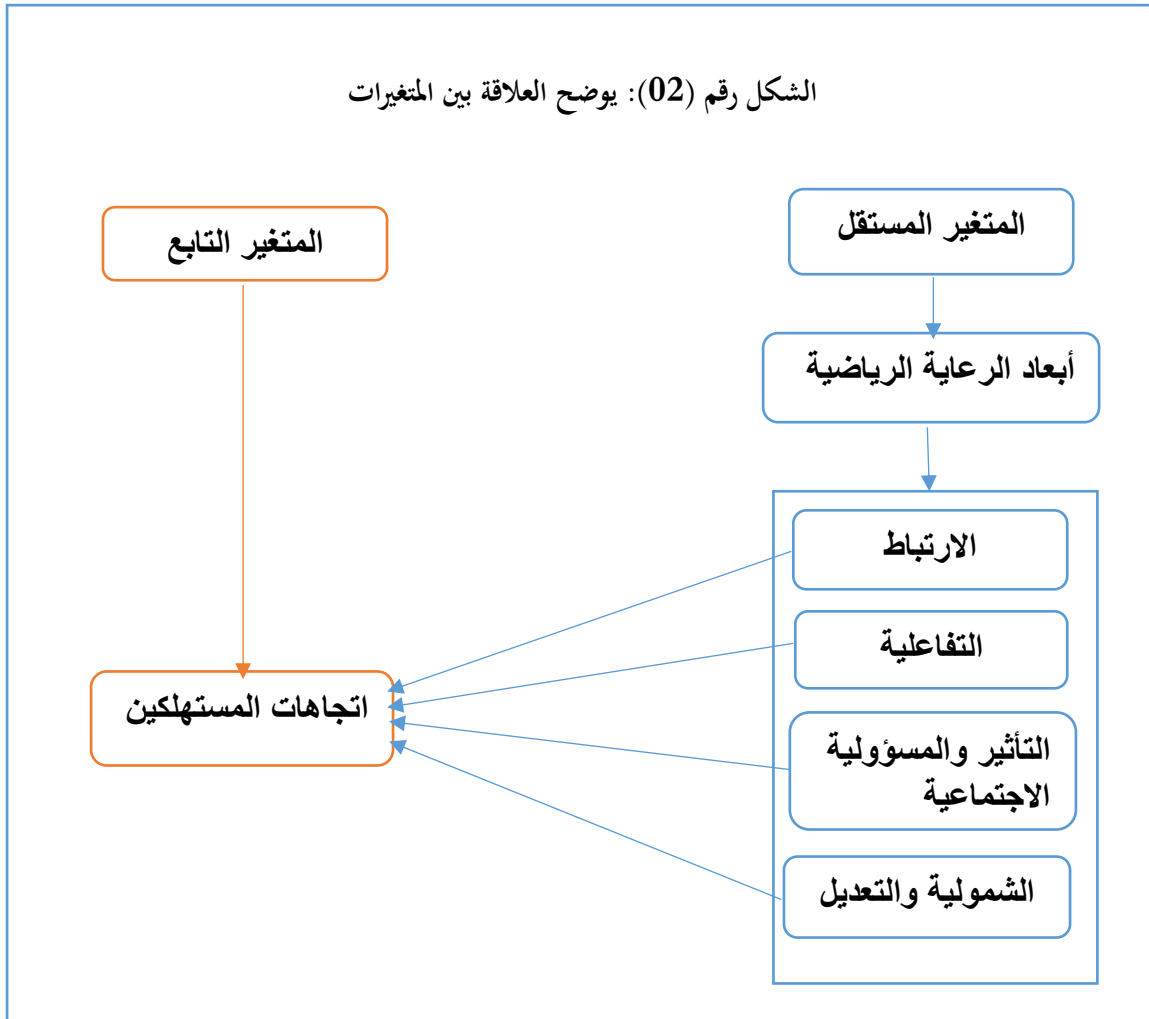 الشكل رقم (02): يوضح العلاقة بين المتغيرات
المتغير المستقل
المتغير التابع
أبعاد الرعاية الرياضية
الارتباط
التفاعلية
اتجاهات المستهلكين
التأثير والمسؤولية
الاجتماعية
الشمولية والتعديل